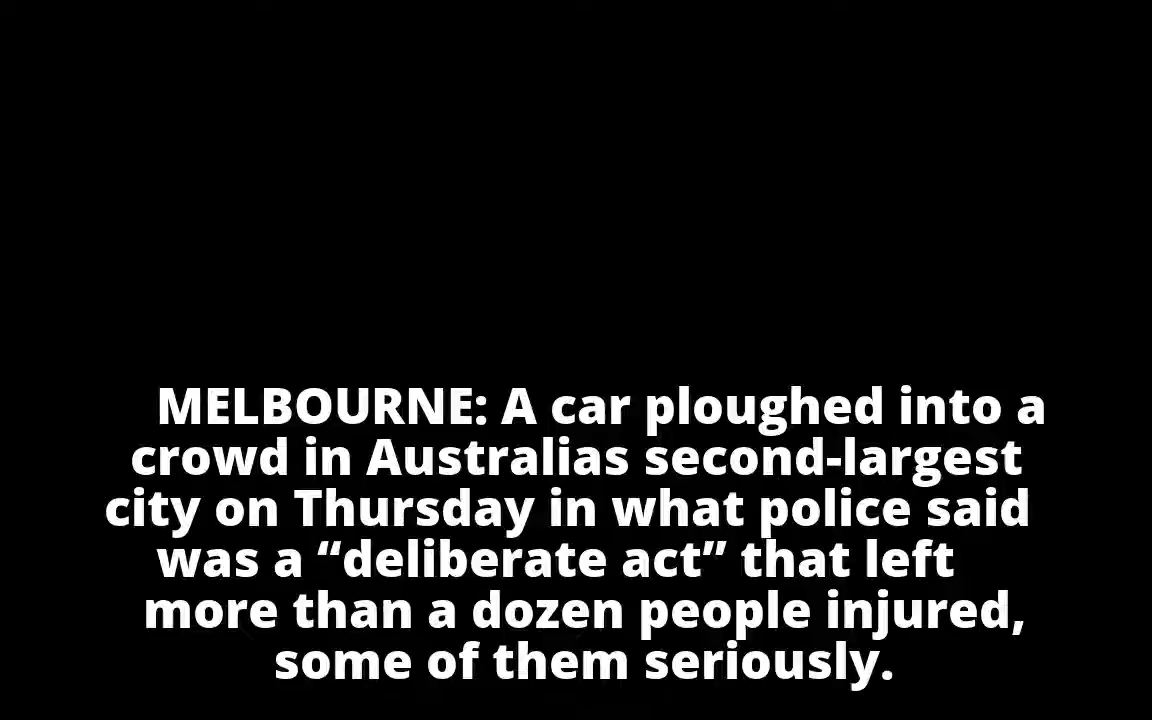 MELBOURNE: A car ploughed into a
crowd in Australias second-largest
city on Thursday in what police said
was a “deliberate act” that left
more than a dozen people injured,
some of them seriously.